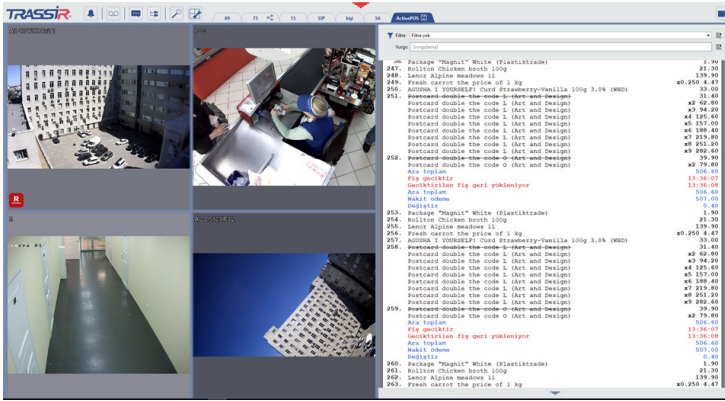 TRASSIR
#9
73
15
SIP
kişi
56
ActivePOS
Filtre
Filtre yok
Vurgu
[vurgulama]
Package "Magnit" White (Plastiktrade) 1.90
247. Rollton Chicken broth 100g 21.30
248. Lenor Alpine meadows 1l 139.90
249. Fresh carrot the price of 1 kg x0.250 4.47
250. AGUSHA I YOURSELF! Curd Strawberry-Vanilla 100g 3.8% (WBD) 33.00
251. Postcard double the code L (Art and Design) 31.40
Postcard double the code L (Art and Design) x2 62.80
Postcard double the code L (Art and Design) x3 94.20
Postcard double the code L (Art and Design) x4 125.60
Postcard double the code L (Art and Design) x5 157.00
Postcard double the code L (Art and Design) x6 188.40
Postcard double the code L (Art and Design) x7 219.80
Postcard double the code L (Art and Design) x8 251.20
Postcard double the code L (Art and Design) x9 282.60
252. Postcard double the code O (Art and Design) 39.90
Postcard double the code O (Art and Design) x2 79.80
Ara toplam 506.60
Fiş geciktir 13:36:07
Geciktirilen fiş geri yükleniyor 13:36:08
Ara toplam 506.60
Nakit ödeme 507.00
Değiştir 0.40
253. Package "Magnit" White (Plastiktrade) 1.90
254. Rollton Chicken broth 100g 21.30
255. Lenor Alpine meadows 1l 139.90
256. Fresh carrot the price of 1 kg x0.250 4.47
257. AGUSHA I YOURSELF! Curd Strawberry-Vanilla 100g 3.8% (WBD) 33.00
258. Postcard double the code L (Art and Design) 31.40
Postcard double the code L (Art and Design) x2 62.80
Postcard double the code L (Art and Design) x3 94.20
Postcard double the code L (Art and Design) x4 125.60
Postcard double the code L (Art and Design) x5 157.00
Postcard double the code L (Art and Design) x6 188.40
Postcard double the code L (Art and Design) x7 219.80
Postcard double the code L (Art and Design) x8 251.20
Postcard double the code L (Art and Design) x9 282.60
259. Postcard double the code O (Art and Design) 39.90
Postcard double the code O (Art and Design) x2 79.80
Ara toplam 506.60
Fiş geciktir 13:36:07
Geciktirilen fiş geri yükleniyor 13:36:08
Ara toplam 506.60
Nakit ödeme 507.00
Değiştir 0.40
260. Package "Magnit" White (Plastiktrade) 1.90
261. Rollton Chicken broth 100g 21.30
262. Lenor Alpine meadows 1l 139.90
263. Fresh carrot the price of 1 kg x0.250 4.47